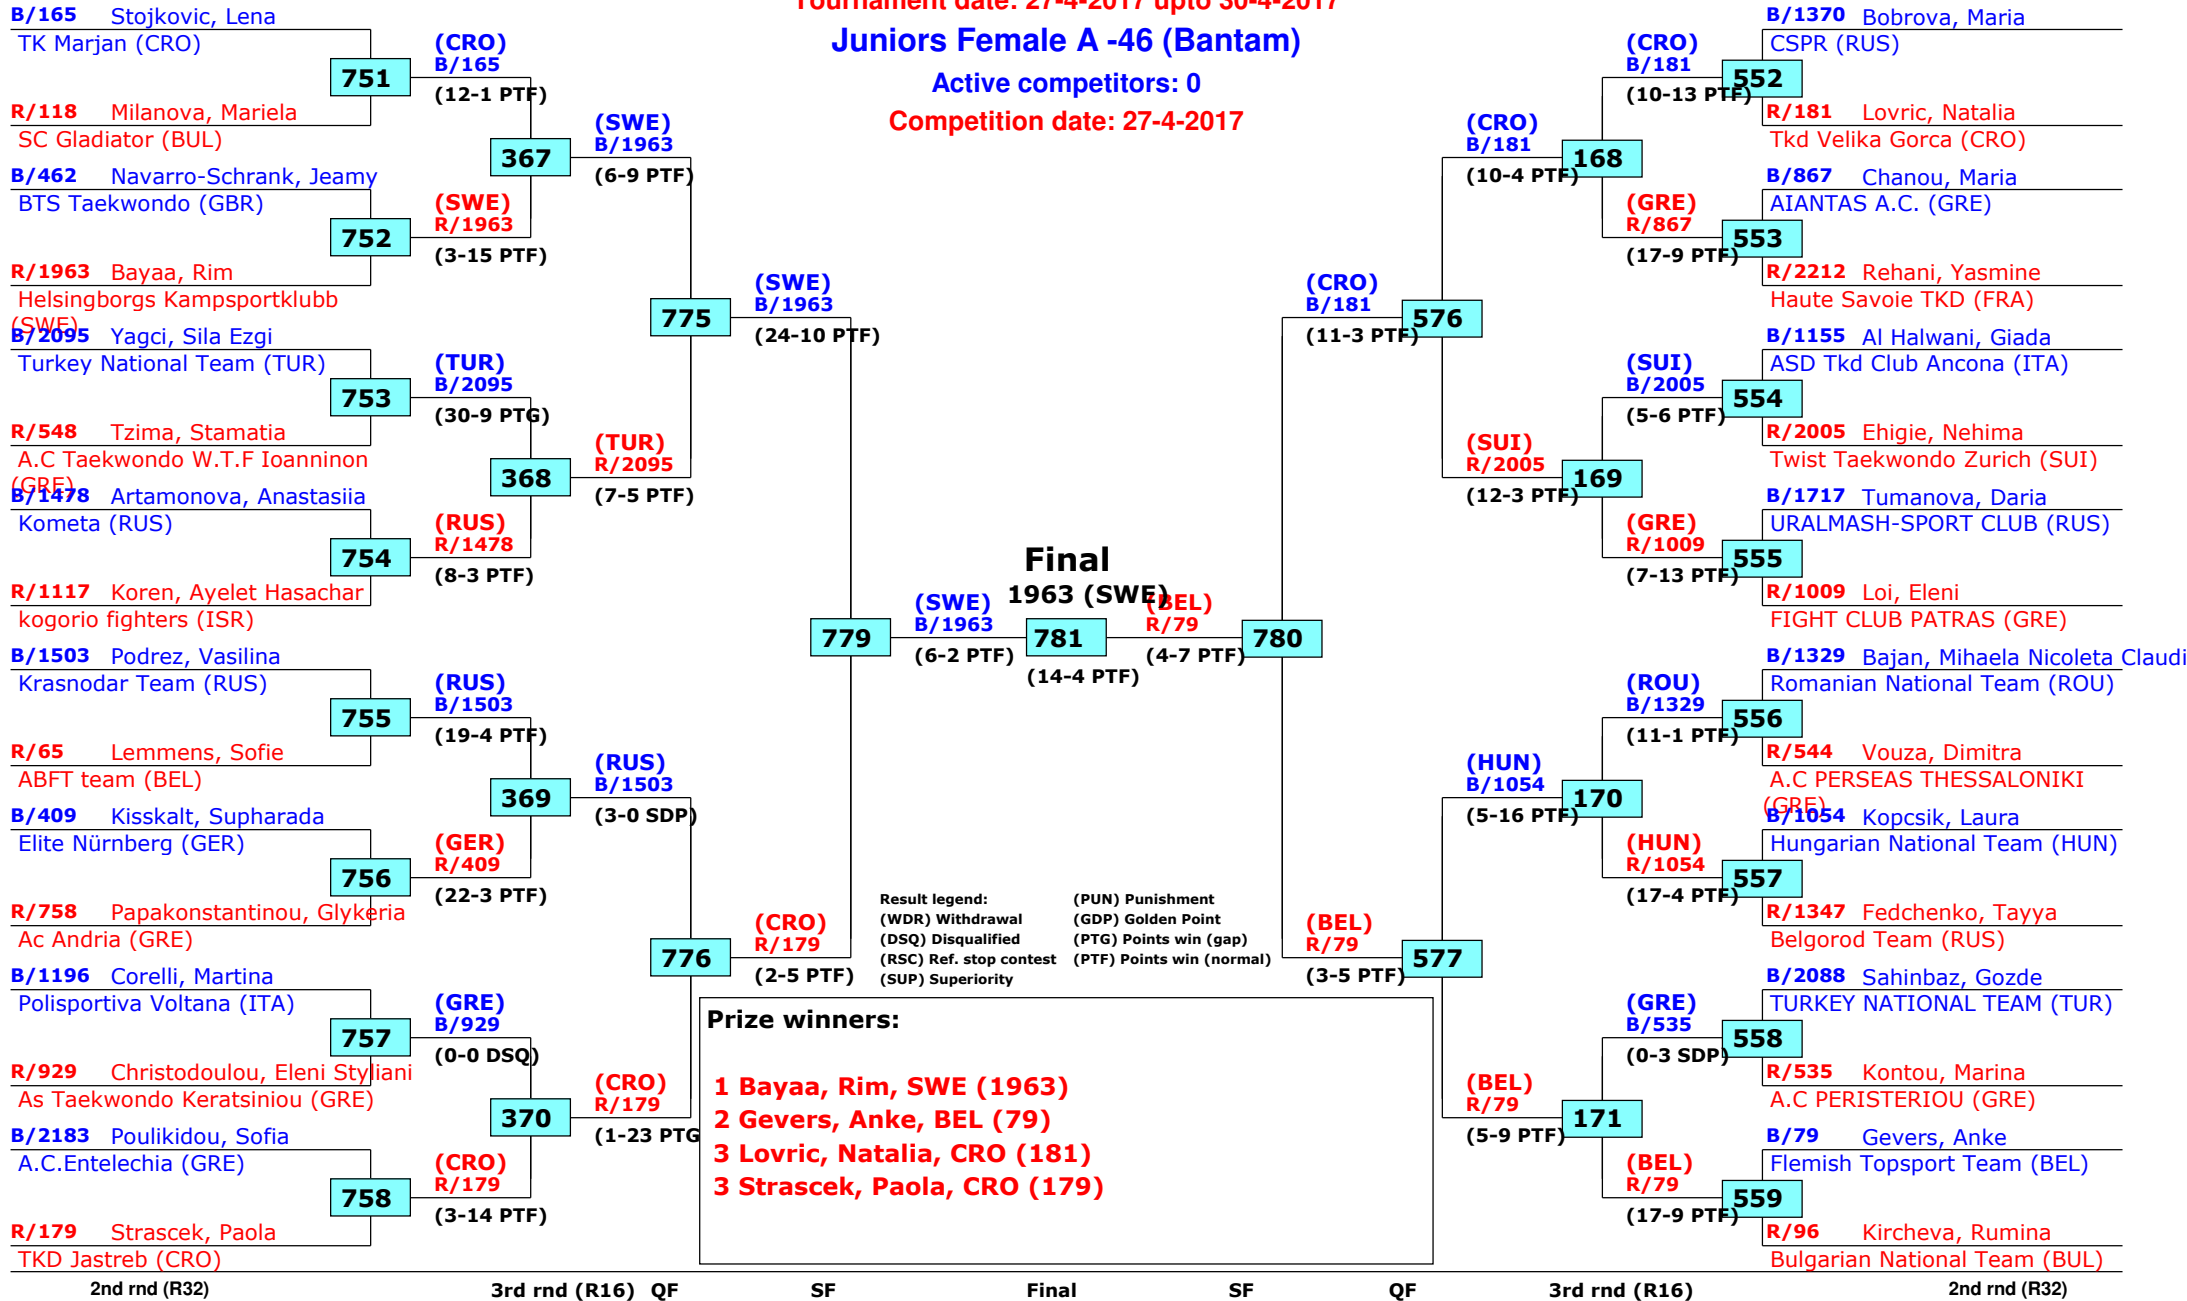 Tournament date: 27-4-2017 upto 30-4-2017
Juniors Female A -46 (Bantam)
Active competitors: 0
Competition date: 27-4-2017
B/165 Stojkovic, Lena
TK Marjan (CRO)
751
R/118 Milanova, Mariela
SC Gladiator (BUL)
B/462 Navarro-Schrank, Jeamy
BTS Taekwondo (GBR)
752
R/1963 Bayaa, Rim
Helsingborgs Kampsportklubb
(SWE)
B/2095 Yagci, Sila Ezgi
Turkey National Team (TUR)
753
R/548 Tzima, Stamatia
A.C Taekwondo W.T.F Ioanninon
(GRE)
B/1478 Artamonova, Anastasiia
Kometa (RUS)
754
R/1117 Koren, Ayelet Hasachar
kogorio fighters (ISR)
B/1503 Podrez, Vasilina
Krasnodar Team (RUS)
755
R/65 Lemmens, Sofie
ABFT team (BEL)
B/409 Kisskalt, Supharada
Elite Nürnberg (GER)
756
R/758 Papakonstantinou, Glykeria
Ac Andria (GRE)
B/1196 Corelli, Martina
Polisportiva Voltana (ITA)
757
R/929 Christodoulou, Eleni Styliani
As Taekwondo Keratsiniou (GRE)
B/2183 Poulikidou, Sofia
A.C.Entelechia (GRE)
758
R/179 Strascek, Paola
TKD Jastreb (CRO)
(CRO)
B/165
(12-1 PTF)
367
(SWE)
R/1963
(3-15 PTF)
(TUR)
B/2095
(30-9 PTG)
368
(RUS)
R/1478
(8-3 PTF)
(RUS)
B/1503
(19-4 PTF)
369
(GER)
R/409
(22-3 PTF)
(GRE)
B/929
(0-0 DSQ)
370
(CRO)
R/179
(3-14 PTF)
(SWE)
B/1963
(6-9 PTF)
775
(TUR)
R/2095
(7-5 PTF)
(RUS)
B/1503
(3-0 SDP)
776
(CRO)
R/179
(1-23 PTG
(SWE)
B/1963
(24-10 PTF)
779
(CRO)
R/179
(2-5 PTF)
(SWE)
B/1963
(6-2 PTF)
Final
1963 (SWE)
781
(14-4 PTF)
(BEL)
R/79
(4-7 PTF)
780
(CRO)
B/181
(11-3 PTF)
576
(BEL)
R/79
(3-5 PTF)
577
(CRO)
B/181
(10-4 PTF)
168
(SUI)
R/2005
(12-3 PTF)
169
(HUN)
B/1054
(5-16 PTF)
170
(BEL)
R/79
(5-9 PTF)
171
(CRO)
B/181
(10-13 PTF)
552
(GRE)
R/867
(17-9 PTF)
553
(SUI)
B/2005
(5-6 PTF)
554
(GRE)
R/1009
(7-13 PTF)
555
(ROU)
B/1329
(11-1 PTF)
556
(HUN)
R/1054
(17-4 PTF)
557
(GRE)
B/535
(0-3 SDP)
558
(BEL)
R/79
(17-9 PTF)
559
B/1370 Bobrova, Maria
CSPR (RUS)
R/181 Lovric, Natalia
Tkd Velika Gorca (CRO)
B/867 Chanou, Maria
AIANTAS A.C. (GRE)
R/2212 Rehani, Yasmine
Haute Savoie TKD (FRA)
B/1155 Al Halwani, Giada
ASD Tkd Club Ancona (ITA)
R/2005 Ehigie, Nehima
Twist Taekwondo Zurich (SUI)
B/1717 Tumanova, Daria
URALMASH-SPORT CLUB (RUS)
R/1009 Loi, Eleni
FIGHT CLUB PATRAS (GRE)
B/1329 Bajan, Mihaela Nicoleta Claudi
Romanian National Team (ROU)
R/544 Vouza, Dimitra
A.C PERSEAS THESSALONIKI
(GRE)
B/1054 Kopcsik, Laura
Hungarian National Team (HUN)
R/1347 Fedchenko, Tayya
Belgorod Team (RUS)
B/2088 Sahinbaz, Gozde
TURKEY NATIONAL TEAM (TUR)
R/535 Kontou, Marina
A.C PERISTERIOU (GRE)
B/79 Gevers, Anke
Flemish Topsport Team (BEL)
R/96 Kircheva, Rumina
Bulgarian National Team (BUL)
Result legend: (PUN) Punishment
(WDR) Withdrawal (GDP) Golden Point
(DSQ) Disqualified (PTG) Points win (gap)
(RSC) Ref. stop contest (PTF) Points win (normal)
(SUP) Superiority
Prize winners:
1 Bayaa, Rim, SWE (1963)
2 Gevers, Anke, BEL (79)
3 Lovric, Natalia, CRO (181)
3 Strascek, Paola, CRO (179)
2nd rnd (R32) 3rd rnd (R16) QF SF Final SF QF 3rd rnd (R16) 2nd rnd (R32)